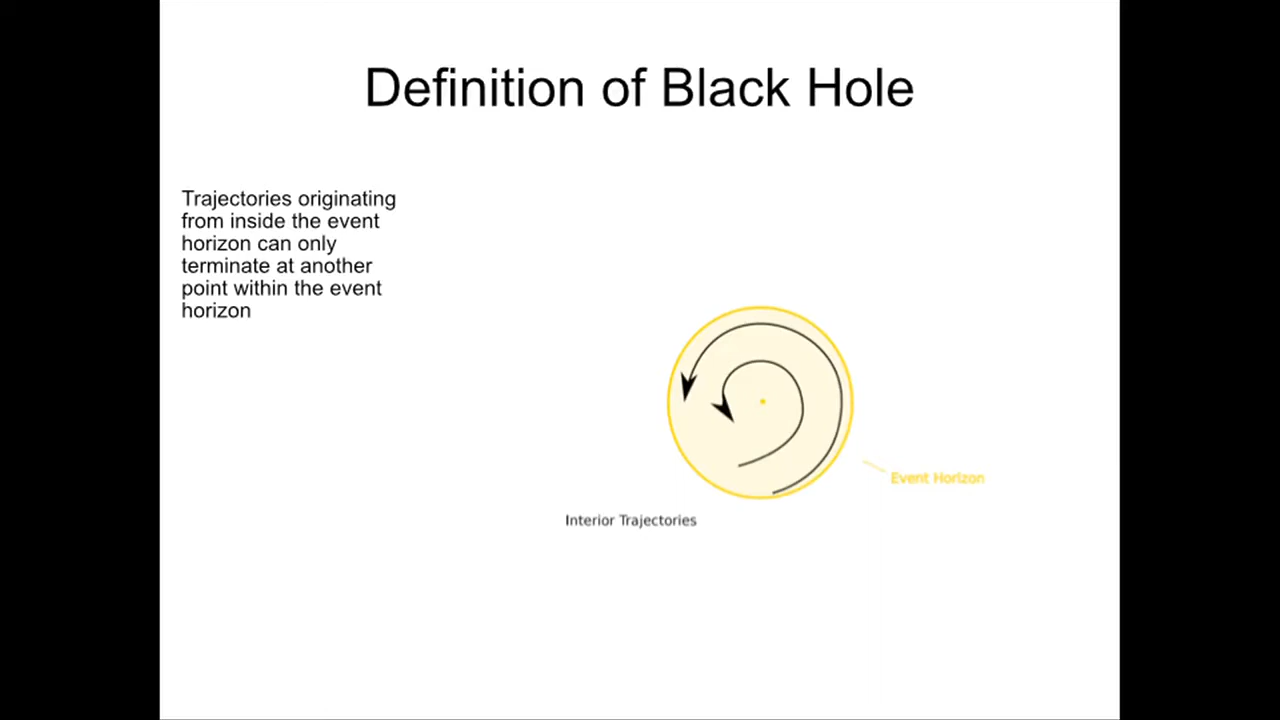 Definition of Black Hole
Trajectories originating
from inside the event
horizon can only
terminate at another
point within the event
horizon
Event Horizon
Interior Trajectories